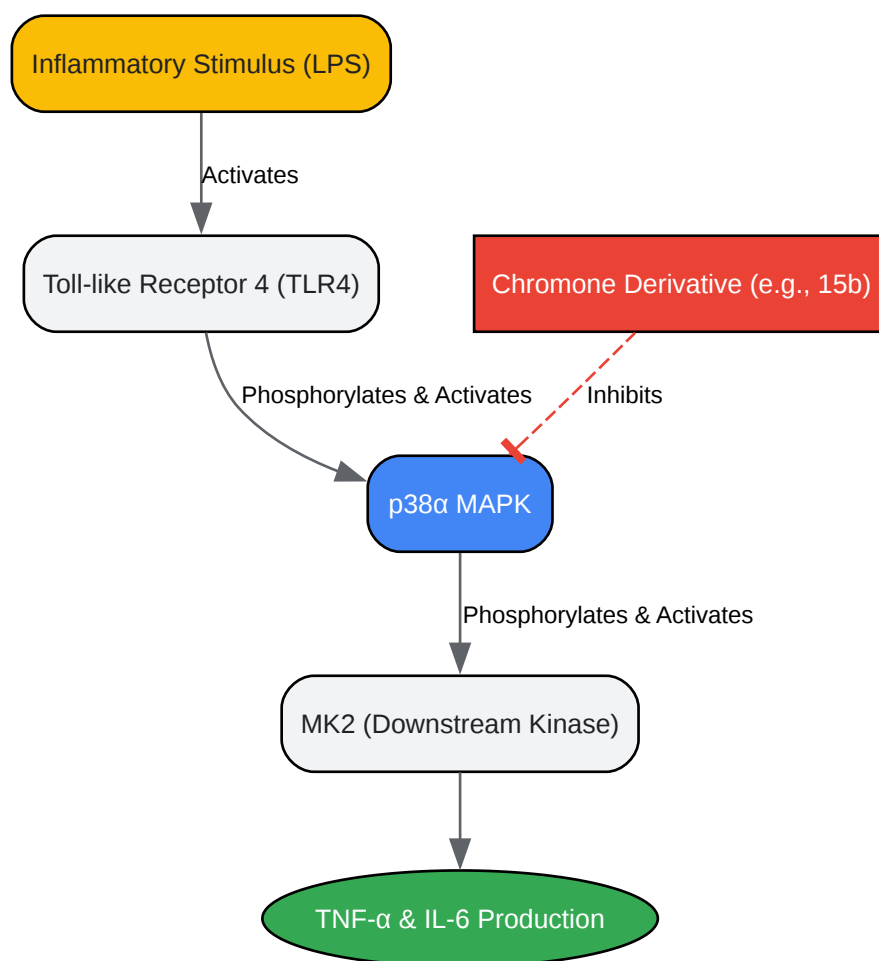 Inflammatory Stimulus (LPS)
Activates
Toll-like Receptor 4 (TLR4)
Chromone Derivative (e.g., 15b)
Phosphorylates & Activates
Inhibits
p38α MAPK
Phosphorylates & Activates
MK2 (Downstream Kinase)
TNF-α & IL-6 Production